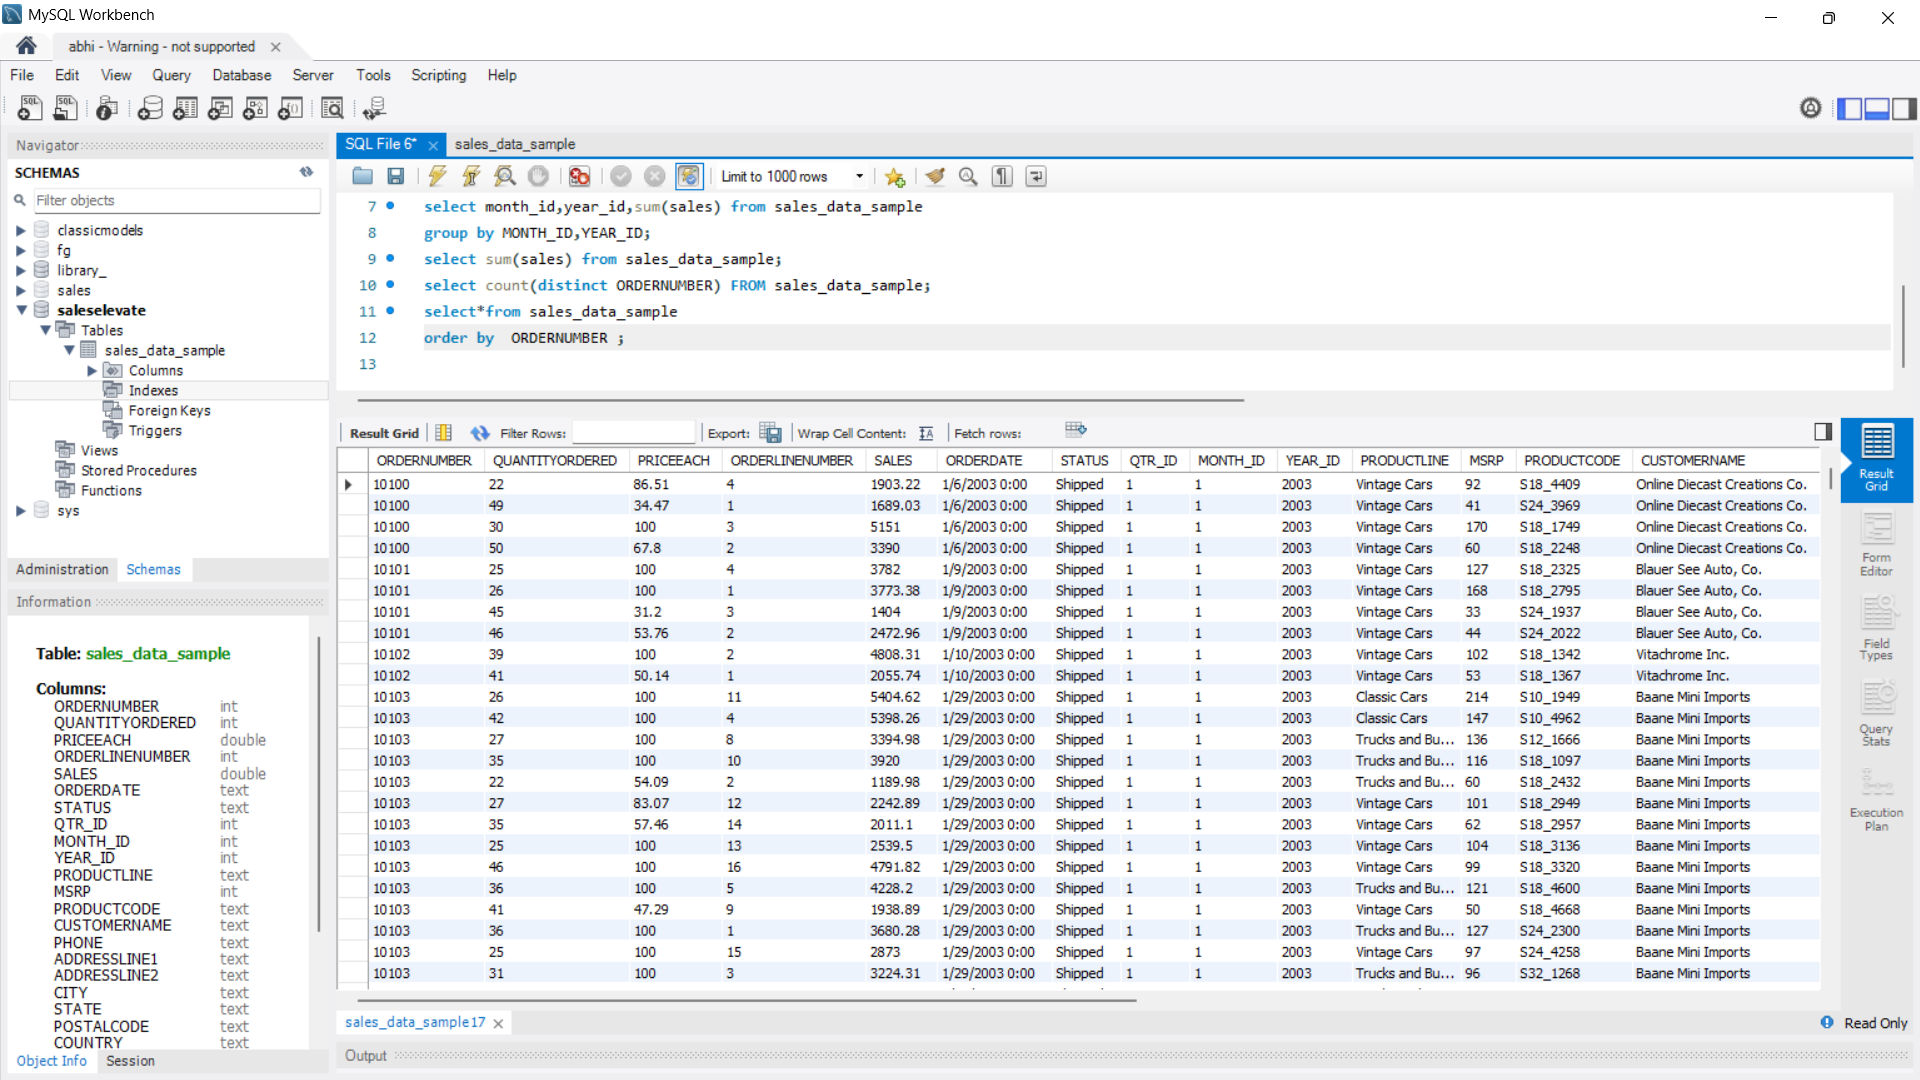 MySQL Workbench
abhi - Warning - not supported
File Edit View Query Database Server Tools Scripting Help
Navigator
SCHEMAS
Filter objects
classicmodels
fg
library_
sales
saleselevate
Tables
sales_data_sample
Columns
Indexes
Foreign Keys
Triggers
Views
Stored Procedures
Functions
sys
Administration Schemas
Information
Table: sales_data_sample
Columns:
ORDERNUMBER int
QUANTITYORDERED int
PRICEEACH double
ORDERLINENUMBER int
SALES double
ORDERDATE text
STATUS text
QTR_ID int
MONTH_ID int
YEAR_ID int
PRODUCTLINE text
MSRP int
PRODUCTCODE text
CUSTOMERNAME text
PHONE text
ADDRESSLINE1 text
ADDRESSLINE2 text
CITY text
STATE text
POSTALCODE text
COUNTRY text
Object Info Session
SQL File 6* sales_data_sample
Limit to 1000 rows
7 select month_id,year_id,sum(sales) from sales_data_sample
8 group by MONTH_ID,YEAR_ID;
9 select sum(sales) from sales_data_sample;
10 select count(distinct ORDERNUMBER) FROM sales_data_sample;
11 select*from sales_data_sample
12 order by ORDERNUMBER ;
13
Result Grid Filter Rows: Export: Wrap Cell Content: Fetch rows:
ORDERNUMBER QUANTITYORDERED PRICEEACH ORDERLINENUMBER SALES ORDERDATE STATUS QTR_ID MONTH_ID YEAR_ID PRODUCTLINE MSRP PRODUCTCODE CUSTOMERNAME
10100 22 86.51 4 1903.22 1/6/2003 0:00 Shipped 1 1 2003 Vintage Cars 92 S18_4409 Online Diecast Creations Co.
10100 49 34.47 1 1689.03 1/6/2003 0:00 Shipped 1 1 2003 Vintage Cars 41 S24_3969 Online Diecast Creations Co.
10100 30 100 3 5151 1/6/2003 0:00 Shipped 1 1 2003 Vintage Cars 170 S18_1749 Online Diecast Creations Co.
10100 50 67.8 2 3390 1/6/2003 0:00 Shipped 1 1 2003 Vintage Cars 60 S18_2248 Online Diecast Creations Co.
10101 25 100 4 3782 1/9/2003 0:00 Shipped 1 1 2003 Vintage Cars 127 S18_2325 Blauer See Auto, Co.
10101 26 100 1 3773.38 1/9/2003 0:00 Shipped 1 1 2003 Vintage Cars 168 S18_2795 Blauer See Auto, Co.
10101 45 31.2 3 1404 1/9/2003 0:00 Shipped 1 1 2003 Vintage Cars 33 S24_1937 Blauer See Auto, Co.
10101 46 53.76 2 2472.96 1/9/2003 0:00 Shipped 1 1 2003 Vintage Cars 44 S24_2022 Blauer See Auto, Co.
10102 39 100 2 4808.31 1/10/2003 0:00 Shipped 1 1 2003 Vintage Cars 102 S18_1342 Vitachrome Inc.
10102 41 50.14 1 2055.74 1/10/2003 0:00 Shipped 1 1 2003 Vintage Cars 53 S18_1367 Vitachrome Inc.
10103 26 100 11 5404.62 1/29/2003 0:00 Shipped 1 1 2003 Classic Cars 214 S10_1949 Baane Mini Imports
10103 42 100 4 5398.26 1/29/2003 0:00 Shipped 1 1 2003 Classic Cars 147 S10_4962 Baane Mini Imports
10103 27 100 8 3394.98 1/29/2003 0:00 Shipped 1 1 2003 Trucks and Bu... 136 S12_1666 Baane Mini Imports
10103 35 100 10 3920 1/29/2003 0:00 Shipped 1 1 2003 Trucks and Bu... 116 S18_1097 Baane Mini Imports
10103 22 54.09 2 1189.98 1/29/2003 0:00 Shipped 1 1 2003 Trucks and Bu... 60 S18_2432 Baane Mini Imports
10103 27 83.07 12 2242.89 1/29/2003 0:00 Shipped 1 1 2003 Vintage Cars 101 S18_2949 Baane Mini Imports
10103 35 57.46 14 2011.1 1/29/2003 0:00 Shipped 1 1 2003 Vintage Cars 62 S18_2957 Baane Mini Imports
10103 25 100 13 2539.5 1/29/2003 0:00 Shipped 1 1 2003 Vintage Cars 104 S18_3136 Baane Mini Imports
10103 46 100 16 4791.82 1/29/2003 0:00 Shipped 1 1 2003 Vintage Cars 99 S18_3320 Baane Mini Imports
10103 36 100 5 4228.2 1/29/2003 0:00 Shipped 1 1 2003 Trucks and Bu... 121 S18_4600 Baane Mini Imports
10103 41 47.29 9 1938.89 1/29/2003 0:00 Shipped 1 1 2003 Vintage Cars 50 S18_4668 Baane Mini Imports
10103 36 100 1 3680.28 1/29/2003 0:00 Shipped 1 1 2003 Trucks and Bu... 127 S24_2300 Baane Mini Imports
10103 25 100 15 2873 1/29/2003 0:00 Shipped 1 1 2003 Vintage Cars 97 S24_4258 Baane Mini Imports
10103 31 100 3 3224.31 1/29/2003 0:00 Shipped 1 1 2003 Trucks and Bu... 96 S32_1268 Baane Mini Imports
Result
Grid
Form
Editor
Field
Types
Query
Stats
Execution
Plan
sales_data_sample17
Read Only
Output